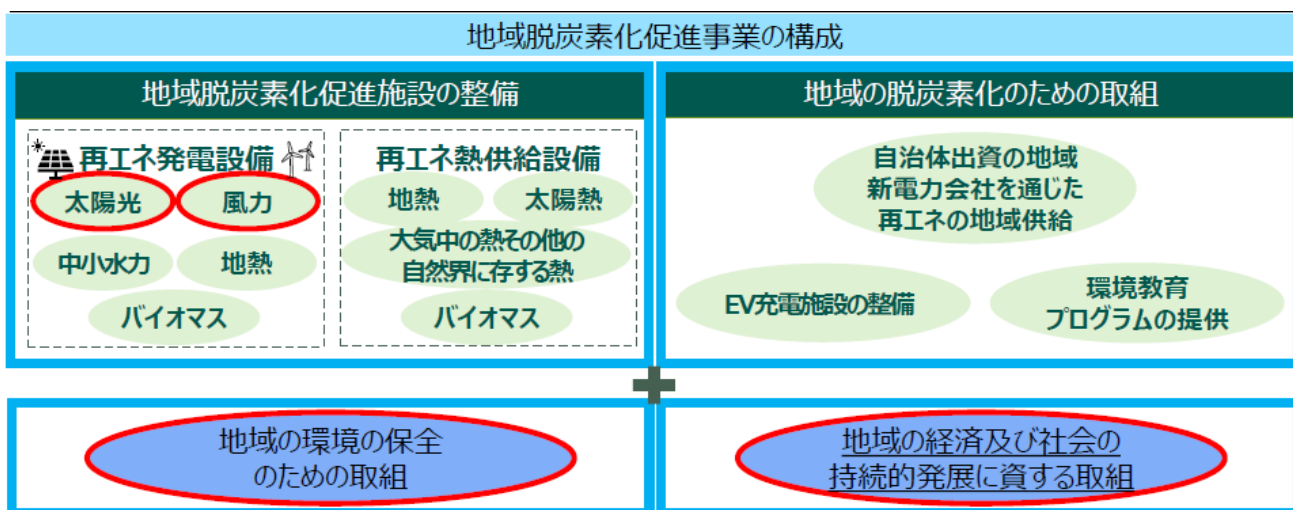 地域脱炭素化促進事業の構成
地域脱炭素化促進施設の整備
再エネ発電設備
太陽光
風力
中小水力
地熱
バイオマス
再エネ熱供給設備
地熱
太陽熱
大気中の熱その他の
自然界に存する熱
バイオマス
地域の脱炭素化のための取組
自治体出資の地域
新電力会社を通じた
再エネの地域供給
EV充電施設の整備
環境教育
プログラムの提供
地域の環境の保全
のための取組
地域の経済及び社会の
持続的発展に資する取組